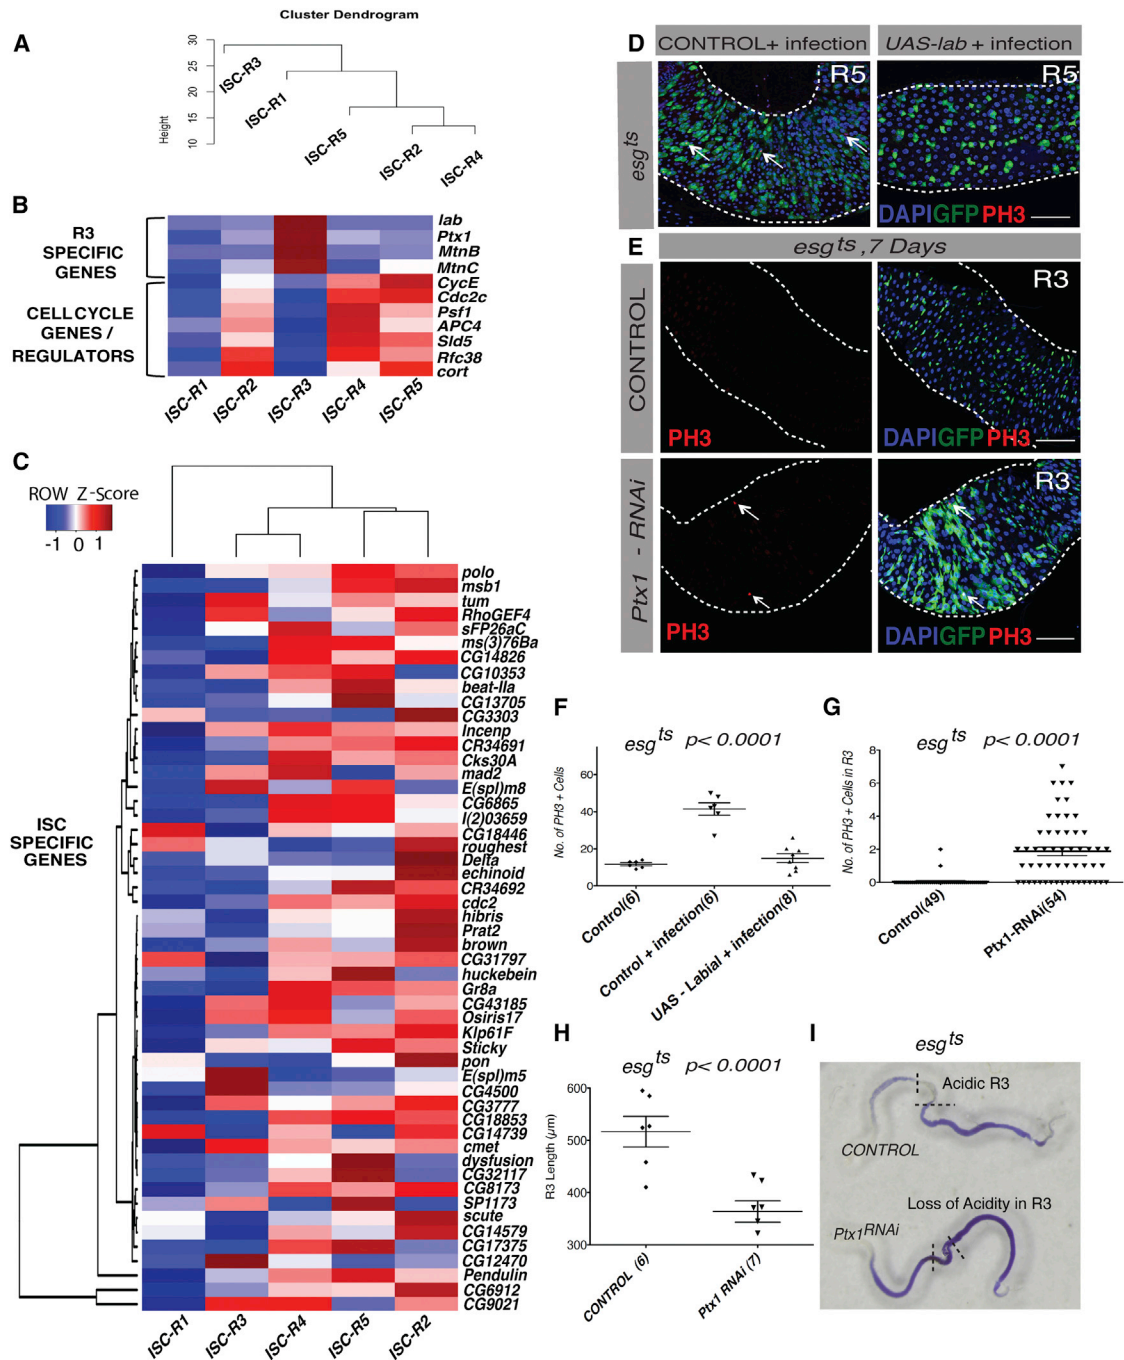 Cluster Dendrogram
A
Height
30
25
20
15
10
ISC-R3
ISC-R1
ISC-R5
ISC-R2
ISC-R4
B
R3
SPECIFIC
GENES
CELL CYCLE
GENES /
REGULATORS
lab
Ptx1
MtnB
MtnC
CycE
Cdc2c
Psf1
APC4
Sld5
Rfc38
cort
ISC-R1
ISC-R2
ISC-R3
ISC-R4
ISC-R5
C
ROW Z-Score
-1 0 1
ISC
SPECIFIC
GENES
polo
msb1
tum
RhoGEF4
sFP26aC
ms(3)76Ba
CG14826
CG10353
beat-IIa
CG13705
CG3303
Incenp
CR34691
Cks30A
mad2
E(spl)m8
CG6865
l(2)03659
CG18446
roughest
Delta
echinoid
CR34692
cdc2
hibris
Prat2
brown
CG31797
huckebein
Gr8a
CG43185
Osiris17
Klp61F
Sticky
pon
E(spl)m5
CG4500
CG3777
CG18853
CG14739
cmet
dysfusion
CG32117
CG8173
SP1173
scute
CG14579
CG17375
CG12470
Pendulin
CG6912
CG9021
ISC-R1
ISC-R3
ISC-R4
ISC-R5
ISC-R2
D
CONTROL+ infection
UAS-lab + infection
esg ts
R5
R5
DAPI GFP PH3
E
esg ts, 7 Days
CONTROL
PH3
R3
DAPI GFP PH3
Ptx1 - RNAi
PH3
R3
DAPI GFP PH3
F
esg ts p< 0.0001
No. of PH3 + Cells
60
40
20
0
Control(6)
Control + infection(6)
UAS - Labial + infection(8)
G
esg ts p< 0.0001
No. of PH3 + Cells in R3
8
6
4
2
0
Control(49)
Ptx1-RNAi(54)
H
esg ts p< 0.0001
R3 Length (µm)
600
500
400
300
CONTROL (6)
Ptx1 RNAi (7)
I
esg ts
Acidic R3
CONTROL
Loss of Acidity in R3
Ptx1 RNAi